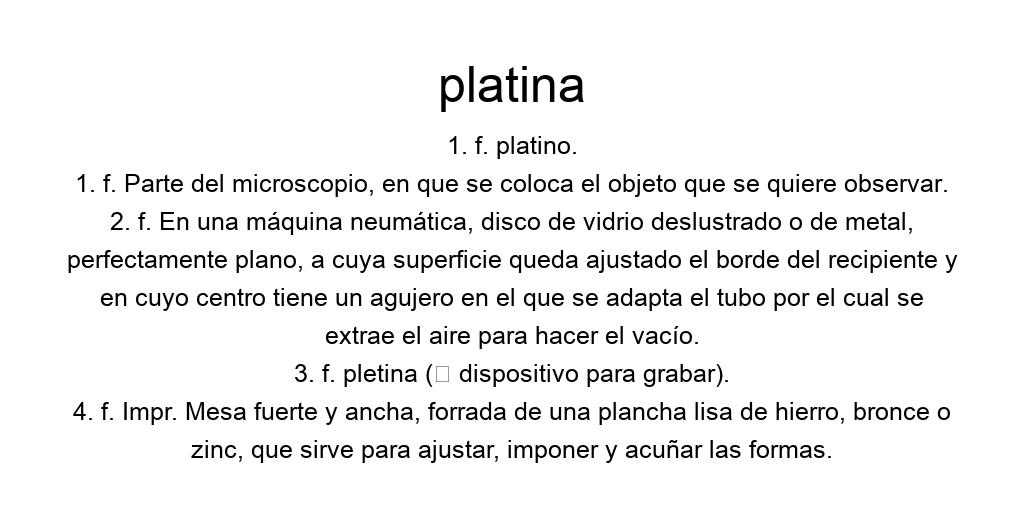 platina
1. f. platino.
1. f. Parte del microscopio, en que se coloca el objeto que se quiere observar.
2. f. En una máquina neumática, disco de vidrio deslustrado o de metal,
perfectamente plano, a cuya superficie queda ajustado el borde del recipiente y
en cuyo centro tiene un agujero en el que se adapta el tubo por el cual se
extrae el aire para hacer el vacío.
3. f. pletina (□ dispositivo para grabar).
4. f. Impr. Mesa fuerte y ancha, forrada de una plancha lisa de hierro, bronce o
zinc, que sirve para ajustar, imponer y acuñar las formas.